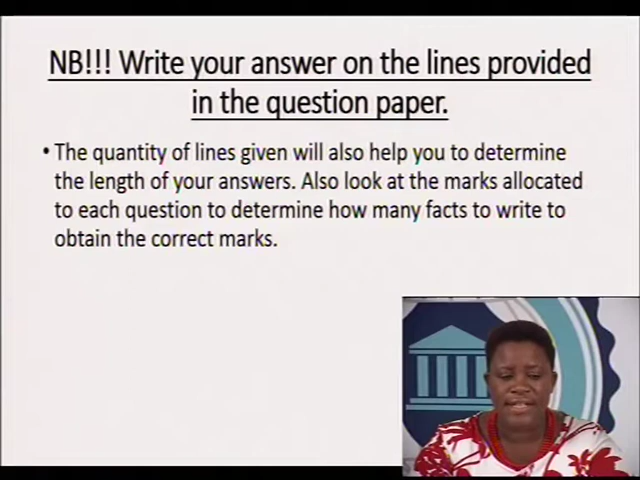 NB!!! Write your answer on the lines provided
in the question paper.
• The quantity of lines given will also help you to determine
the length of your answers. Also look at the marks allocated
to each question to determine how many facts to write to
obtain the correct marks.